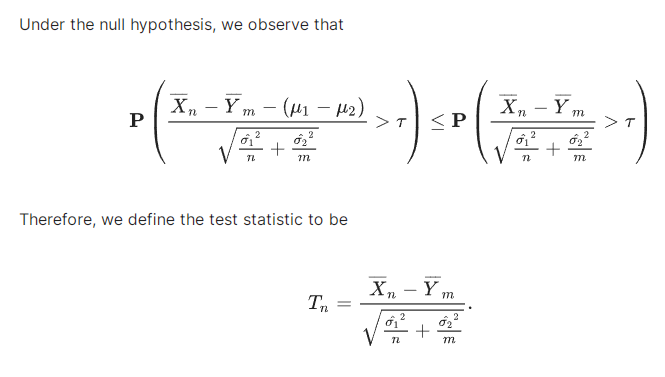 Under the null hypothesis, we observe that
$$\mathbf{P}\left(\frac{\overline{X}_n - \overline{Y}_m - (\mu_1 - \mu_2)}{\sqrt{\frac{\hat{\sigma_1}^2}{n} + \frac{\hat{\sigma_2}^2}{m}}} > \tau\right) \leq \mathbf{P}\left(\frac{\overline{X}_n - \overline{Y}_m}{\sqrt{\frac{\hat{\sigma_1}^2}{n} + \frac{\hat{\sigma_2}^2}{m}}} > \tau\right)$$
Therefore, we define the test statistic to be
$$T_n = \frac{\overline{X}_n - \overline{Y}_m}{\sqrt{\frac{\hat{\sigma_1}^2}{n} + \frac{\hat{\sigma_2}^2}{m}}}.$$